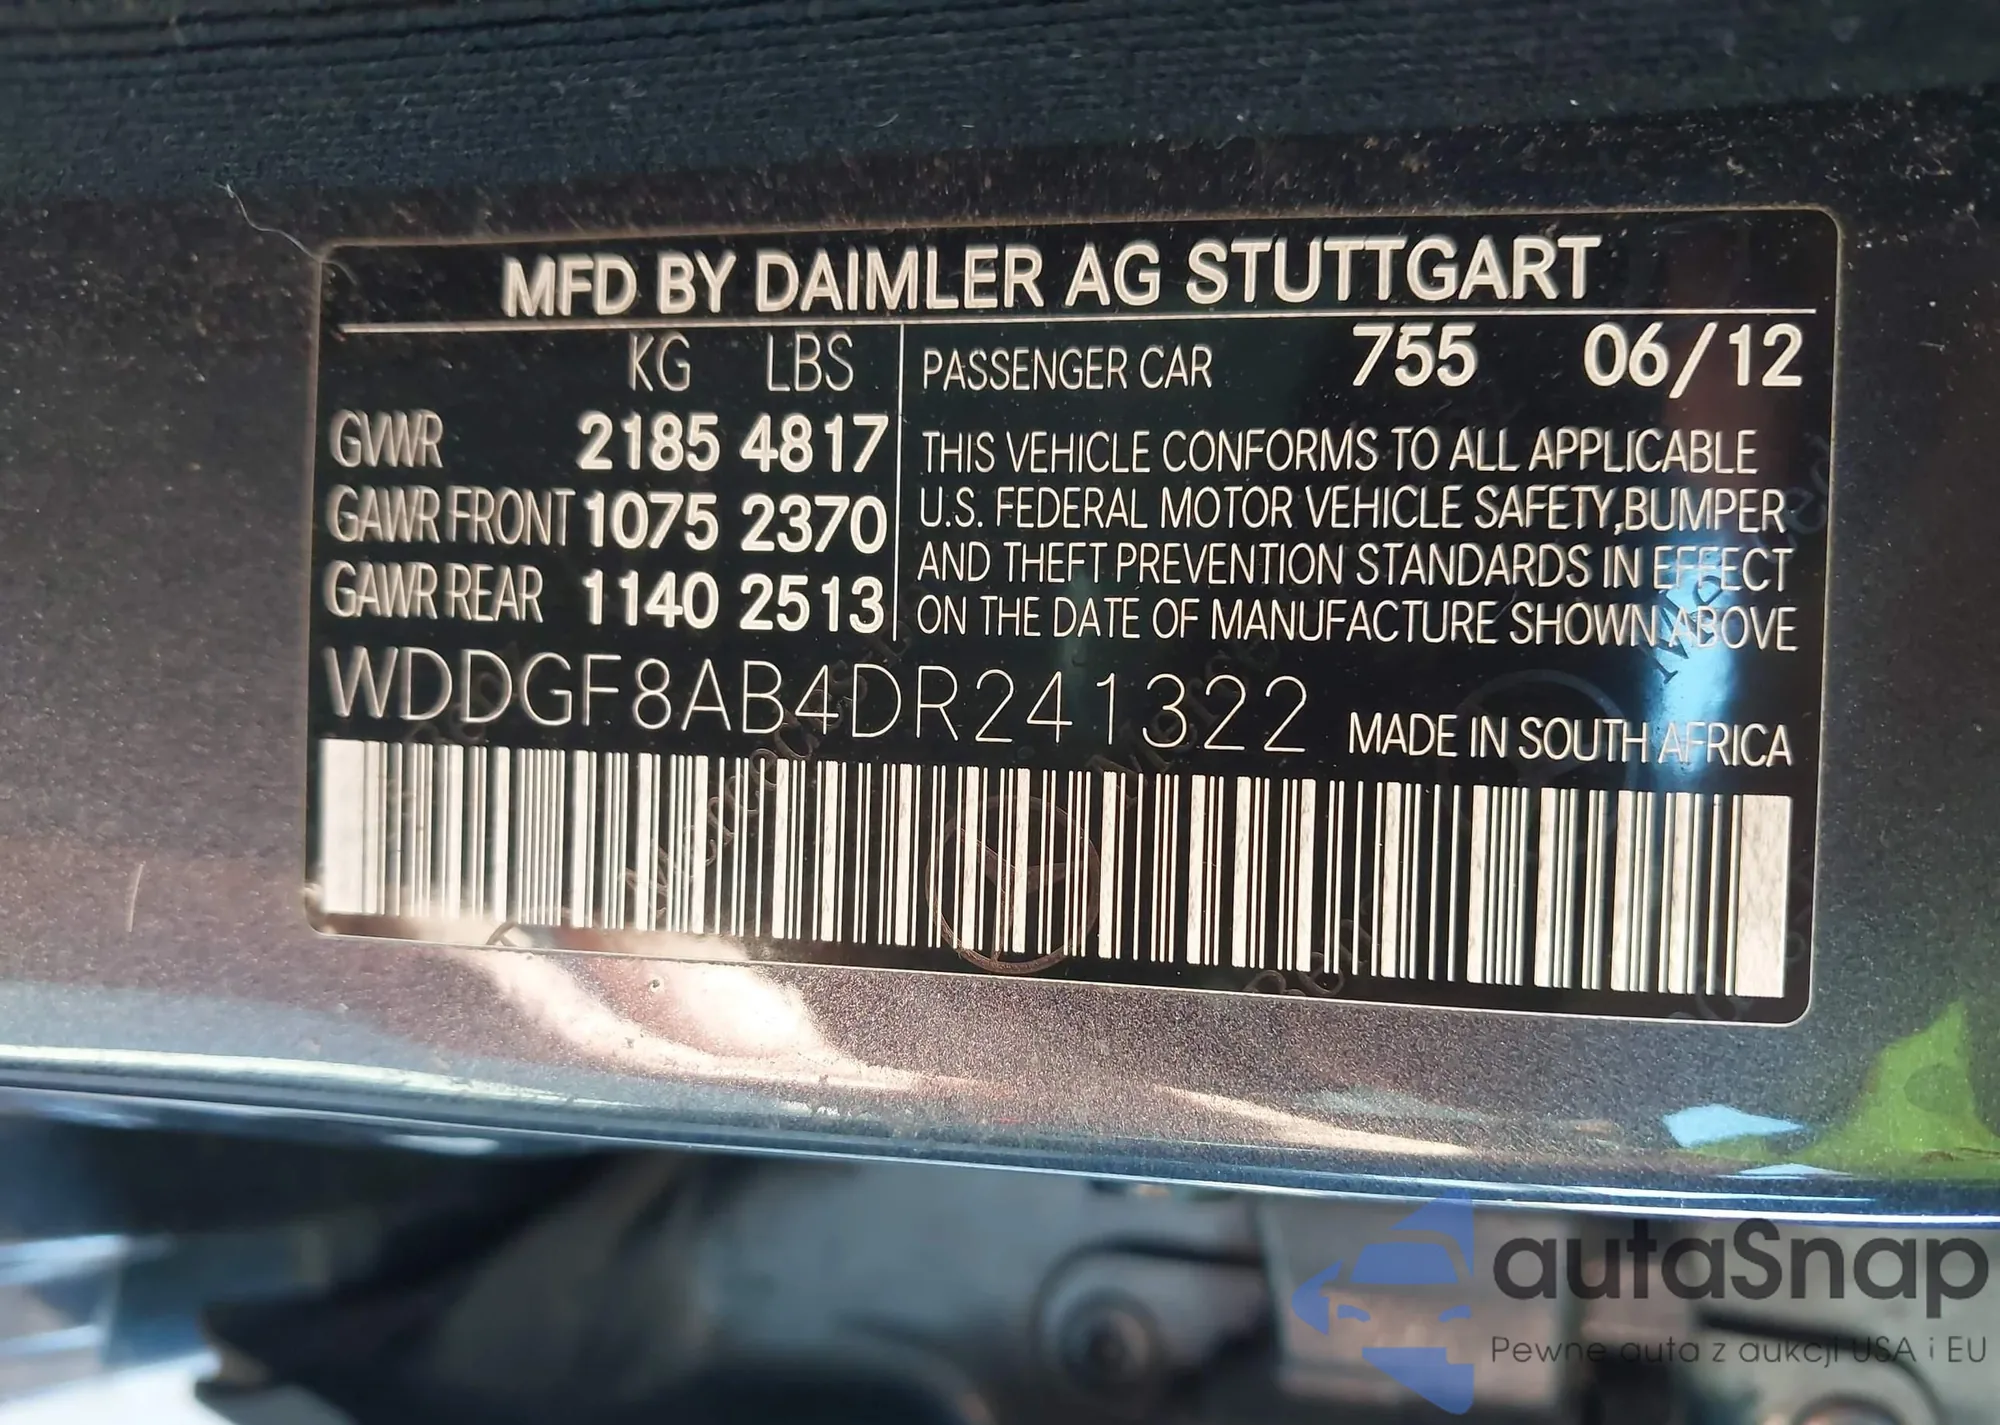 MFD BY DAIMLER AG STUTTGART
KG LBS
GVWR 2185 4817
GAWR FRONT 1075 2370
GAWR REAR 1140 2513
PASSENGER CAR 755 06/12
THIS VEHICLE CONFORMS TO ALL APPLICABLE
U.S. FEDERAL MOTOR VEHICLE SAFETY,BUMPER
AND THEFT PREVENTION STANDARDS IN EFFECT
ON THE DATE OF MANUFACTURE SHOWN ABOVE
WDDGF8AB4DR241322
MADE IN SOUTH AFRICA
autaSnap
Pewne auta z aukcji USA i EU